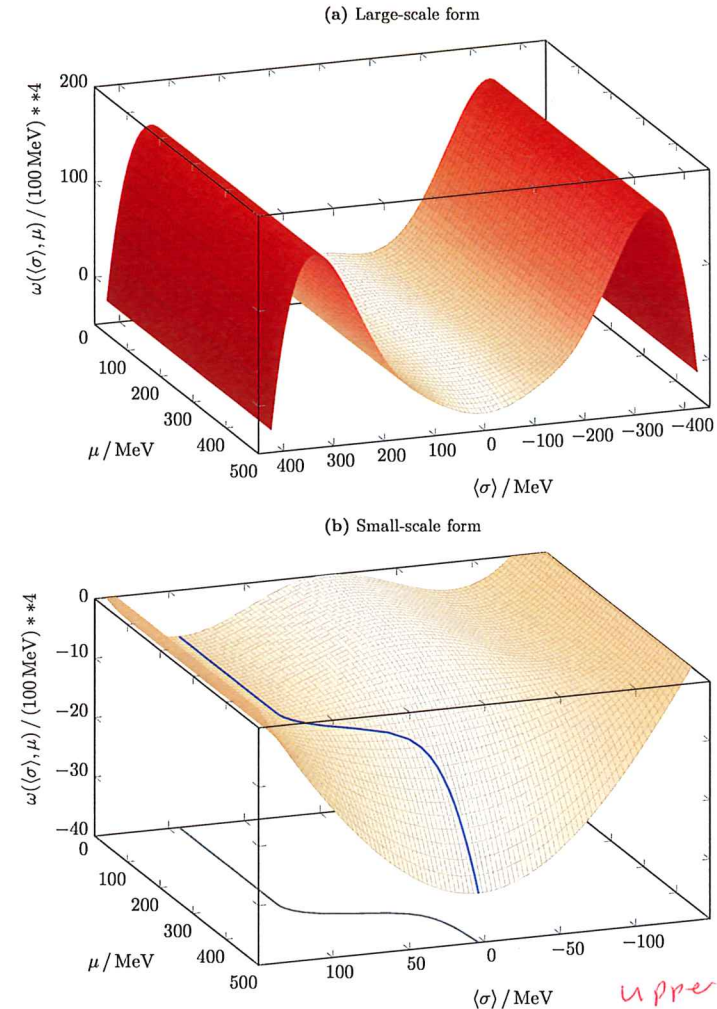 (a) Large-scale form
ω(⟨σ⟩, μ) / (100 MeV) * *4
200
100
0
0
100
200
300
400
500
μ / MeV
400 300 200 100 0 −100 −200 −300 −400
⟨σ⟩ / MeV
(b) Small-scale form
ω(⟨σ⟩, μ) / (100 MeV) * *4
0
−10
−20
−30
−40
0
100
200
300
400
500
μ / MeV
100 50 0 −50 −100
⟨σ⟩ / MeV
upper